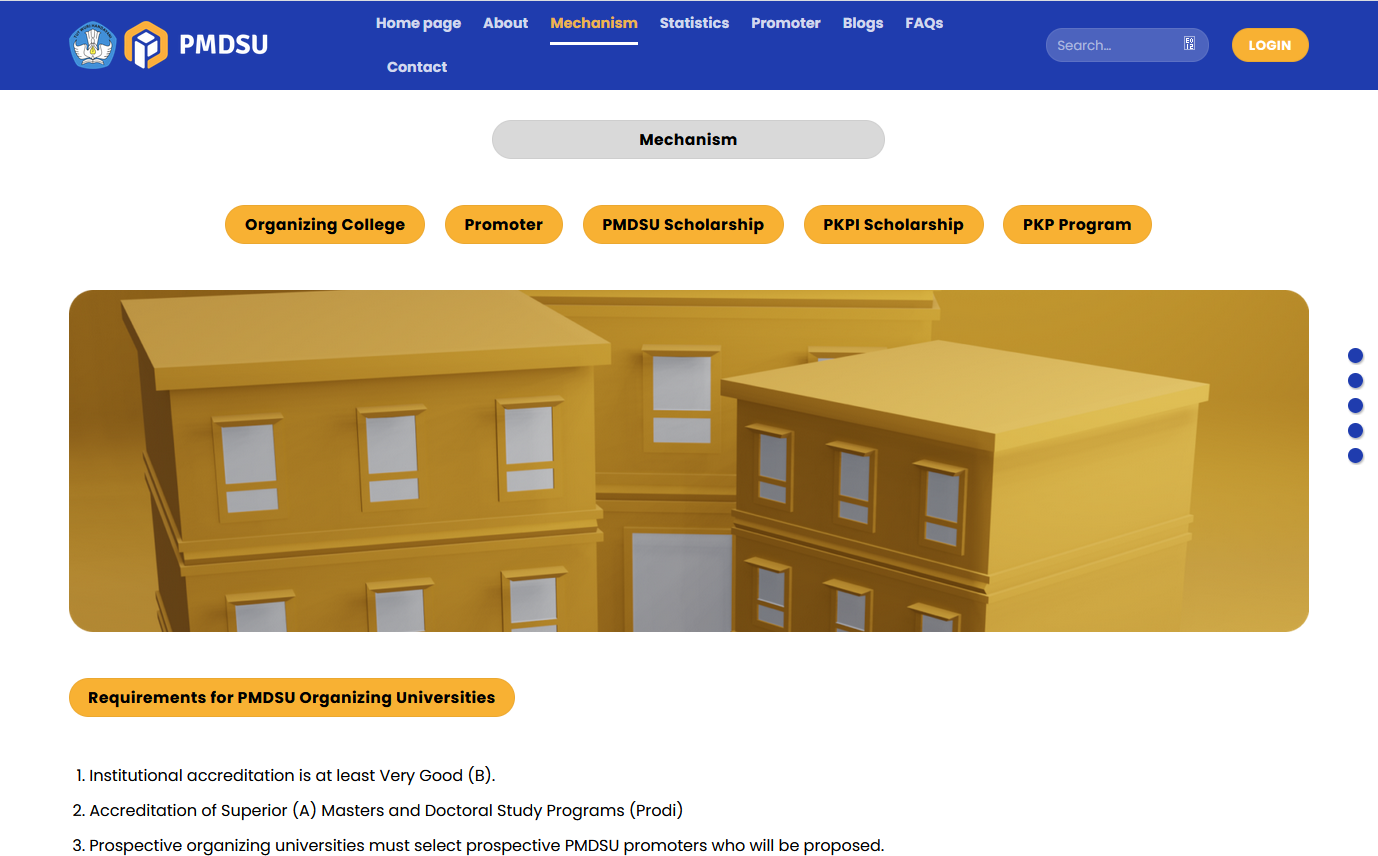 PMDSU
Home page About Mechanism Statistics Promoter Blogs FAQs
Contact
Search...
LOGIN
Mechanism
Organizing College Promoter PMDSU Scholarship PKPI Scholarship PKP Program
Requirements for PMDSU Organizing Universities
1. Institutional accreditation is at least Very Good (B).
2. Accreditation of Superior (A) Masters and Doctoral Study Programs (Prodi)
3. Prospective organizing universities must select prospective PMDSU promoters who will be proposed.